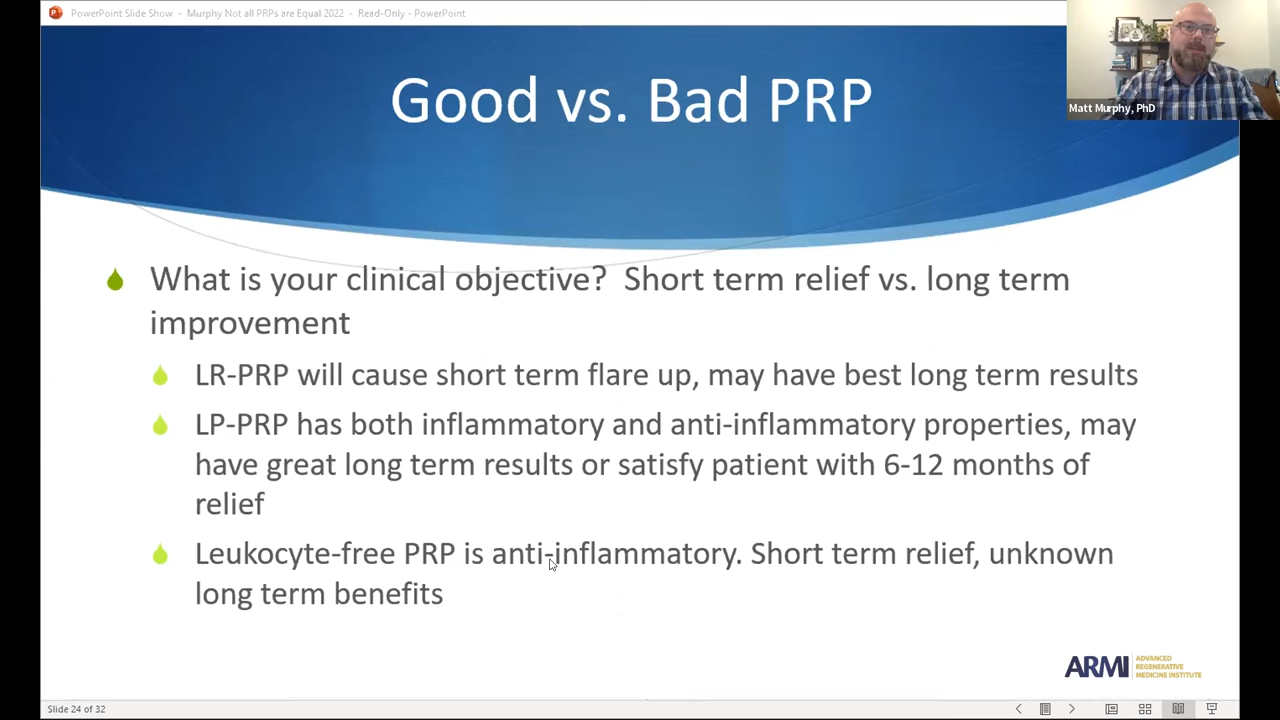 PowerPoint Slide Show - Murphy Not all PRPs are Equal 2022 - Read-Only - PowerPoint
Matt Murphy, PhD
Good vs. Bad PRP
What is your clinical objective? Short term relief vs. long term
improvement
LR-PRP will cause short term flare up, may have best long term results
LP-PRP has both inflammatory and anti-inflammatory properties, may
have great long term results or satisfy patient with 6-12 months of
relief
Leukocyte-free PRP is anti-inflammatory. Short term relief, unknown
long term benefits
ARMI
ADVANCED
REGENERATIVE
MEDICINE INSTITUTE
Slide 24 of 32